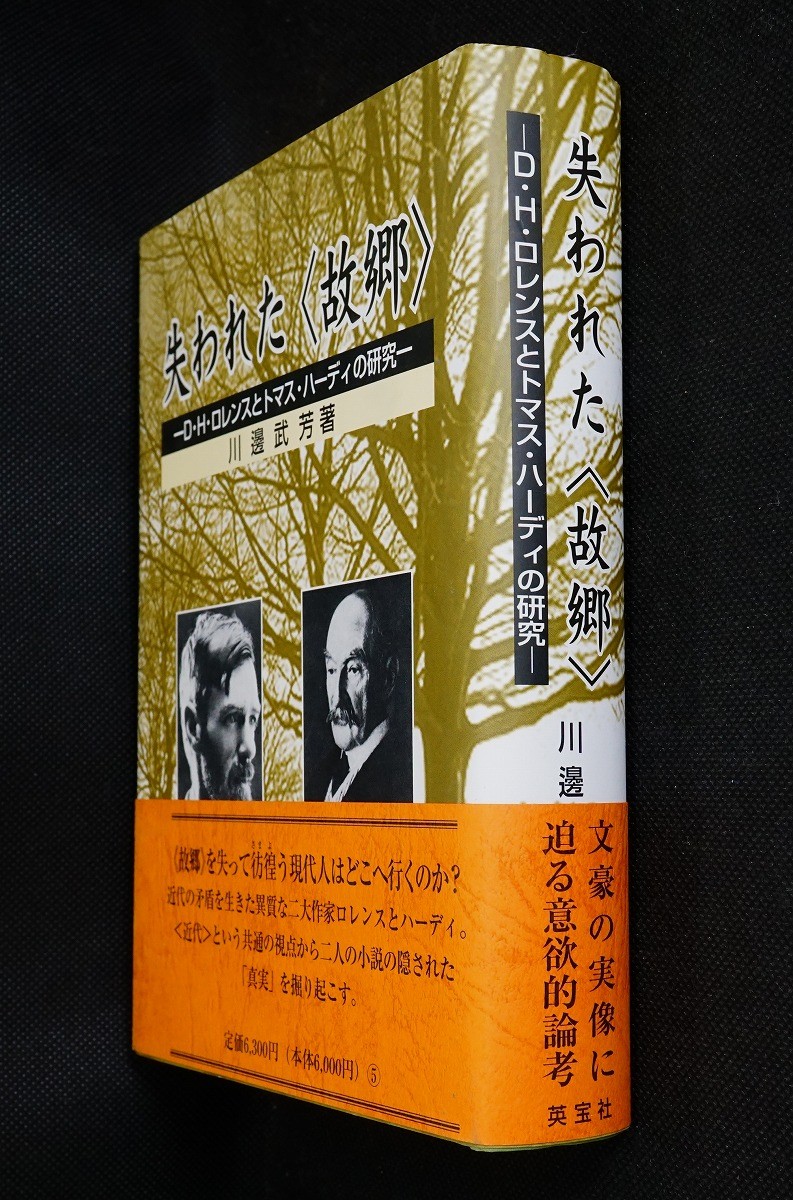 失われた〈故郷〉
―D・H・ロレンスとトマス・ハーディの研究―
川邊武芳著
《故郷》を失って彷徨う現代人はどこへ行くのか?
さまよ
近代の矛盾を生きた異質な二大作家ロレンスとハーディ。
〈近代〉という共通の視点から二人の小説の隠された
「真実」を掘り起こす。
定価6,300円(本体6,000円)⑤
失われた〈故郷〉
―D・H・ロレンスとトマス・ハーディの研究―
川邊
文豪の実像に
迫る意欲的論考
英宝社